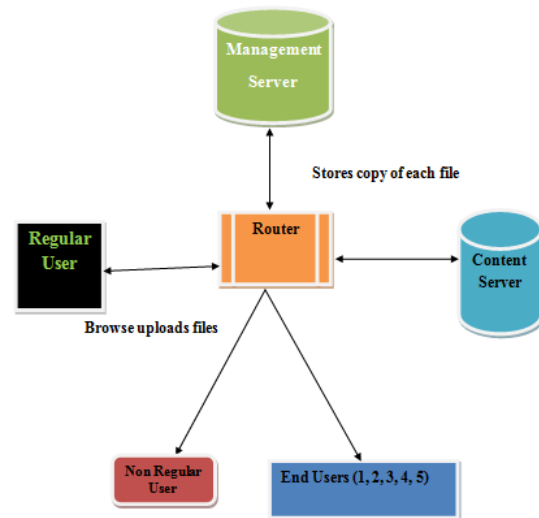 Management
Server
Stores copy of each file
Regular
User
Router
Content
Server
Browse uploads files
Non Regular
User
End Users (1, 2, 3, 4, 5)